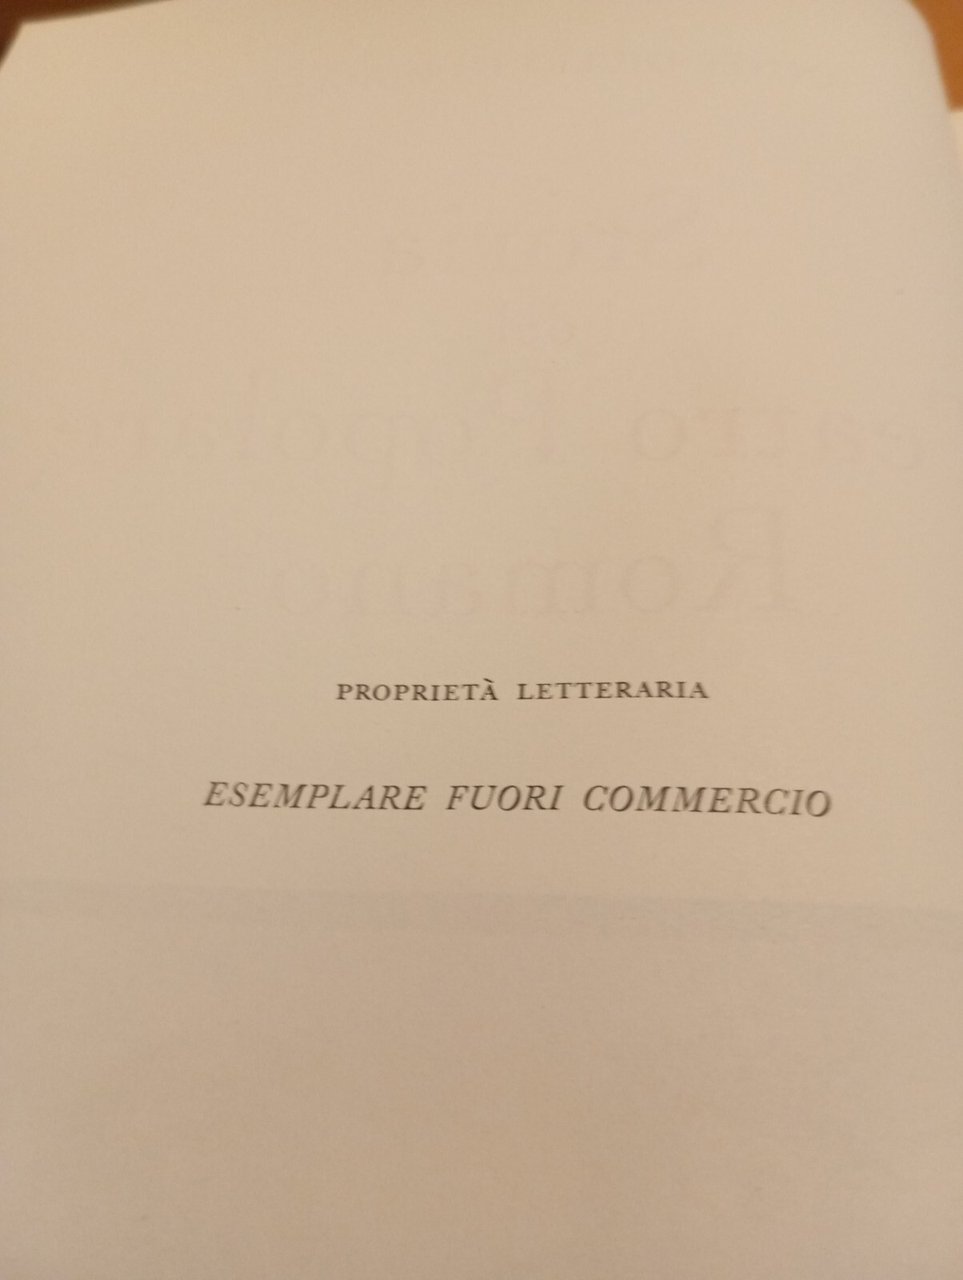 PROPRIETÀ LETTERARIA
ESEMPLARE FUORI COMMERCIO